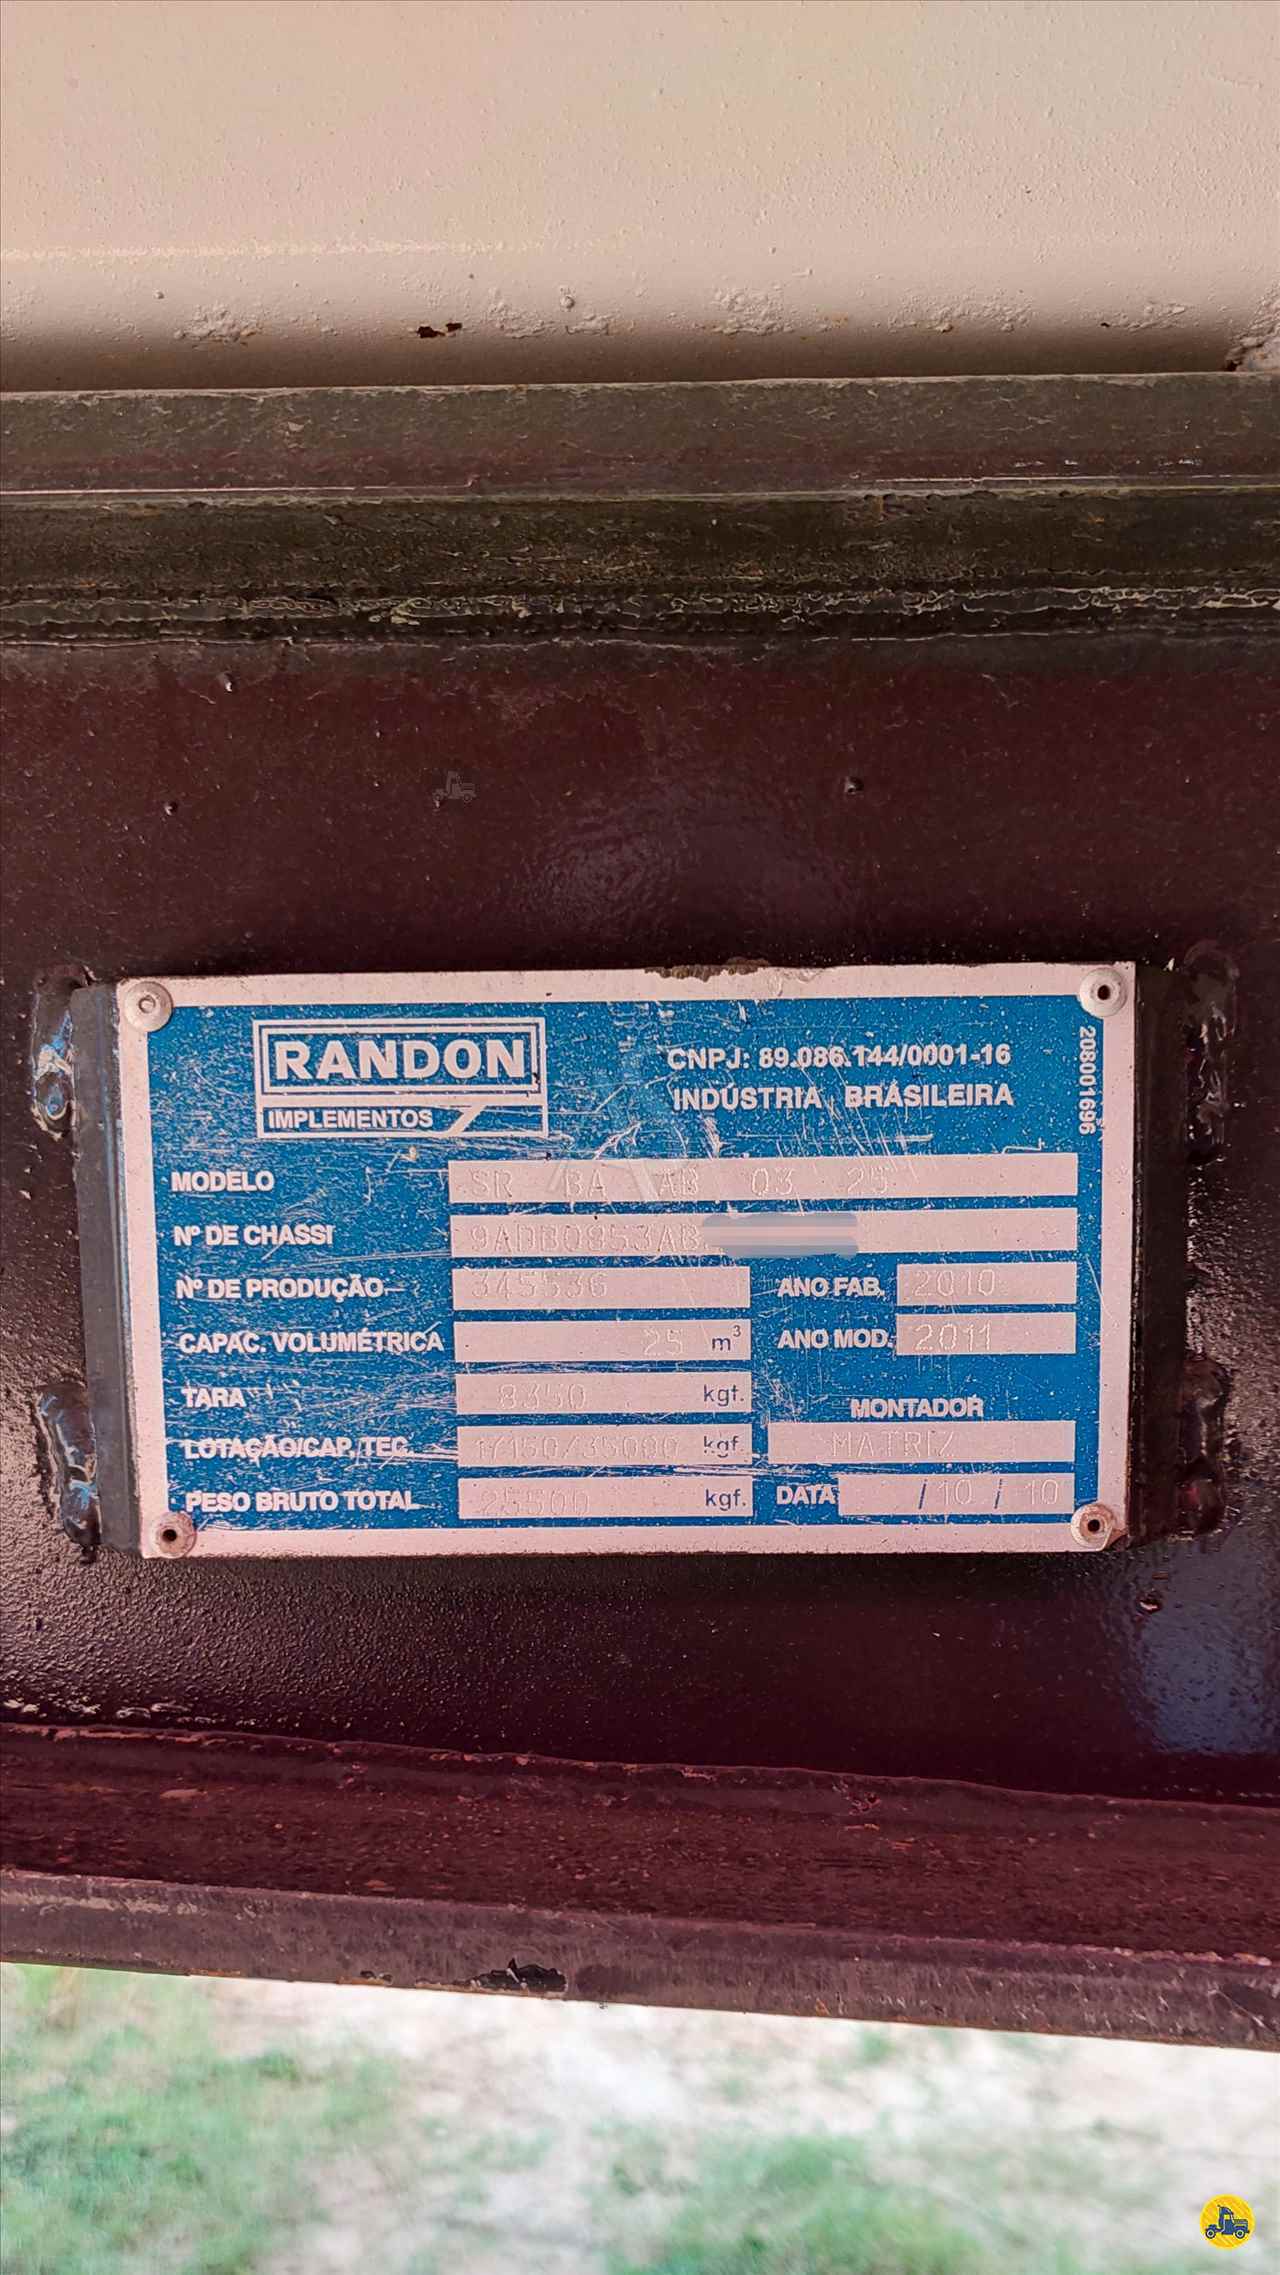 RANDON
IMPLEMENTOS
CNPJ: 89.086.144/0001-16
INDÚSTRIA BRASILEIRA
208001696
MODELO SR BA AB 03 25
Nº DE CHASSI 9ADB0853AB
Nº DE PRODUÇÃO 345536 ANO FAB. 2010
CAPAC. VOLUMÉTRICA 25 m³ ANO MOD. 2011
TARA 8350 kgf.
MONTADOR
LOTAÇÃO/CAP. TEC. 17150/35000 kgf. MATRIZ
PESO BRUTO TOTAL 25500 kgf. DATA / 10 / 10